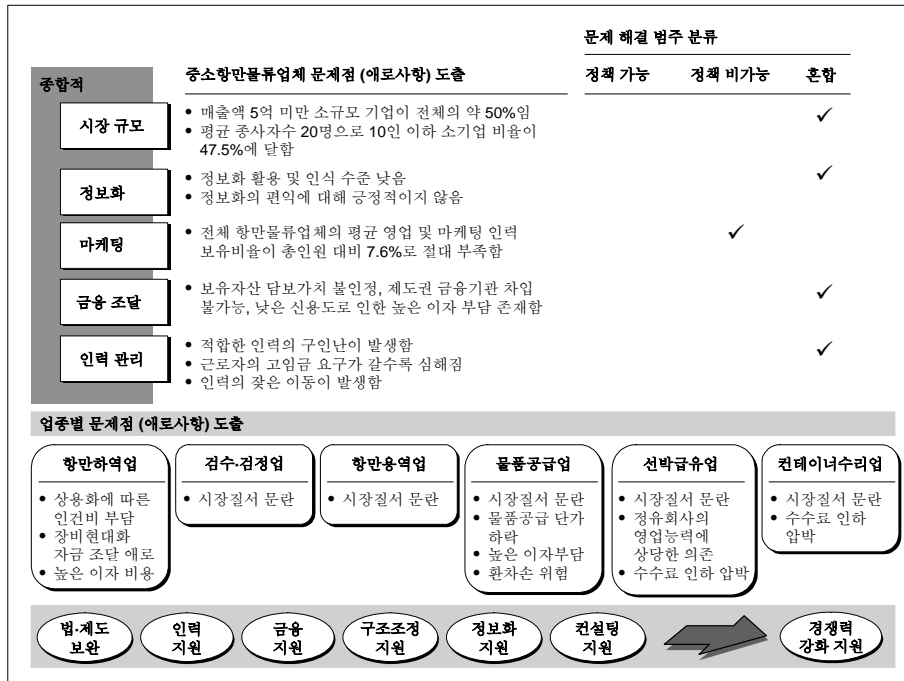 문제 해결 범주 분류
종합적
중소항만물류업체 문제점 (애로사항) 도출
정책 가능
정책 비가능
혼합
시장 규모
• 매출액 5억 미만 소규모 기업이 전체의 약 50%임
• 평균 종사자수 20명으로 10인 이하 소기업 비율이
47.5%에 달함
✓
정보화
• 정보화 활용 및 인식 수준 낮음
• 정보화의 편익에 대해 긍정적이지 않음
✓
마케팅
• 전체 항만물류업체의 평균 영업 및 마케팅 인력
보유비율이 총인원 대비 7.6%로 절대 부족함
✓
금융 조달
• 보유자산 담보가치 불인정, 제도권 금융기관 차입
불가능, 낮은 신용도로 인한 높은 이자 부담 존재함
✓
인력 관리
• 적합한 인력의 구인난이 발생함
• 근로자의 고임금 요구가 갈수록 심해짐
• 인력의 잦은 이동이 발생함
✓
업종별 문제점 (애로사항) 도출
항만하역업
• 상용화에 따른
인건비 부담
• 장비현대화
자금 조달 애로
• 높은 이자 비용
검수·검정업
• 시장질서 문란
항만용역업
• 시장질서 문란
물품공급업
• 시장질서 문란
• 물품공급 단가
하락
• 높은 이자부담
• 환차손 위험
선박급유업
• 시장질서 문란
• 정유회사의
영업능력에
상당한 의존
• 수수료 인하 압박
컨테이너수리업
• 시장질서 문란
• 수수료 인하
압박
법·제도
보완
인력
지원
금융
지원
구조조정
지원
정보화
지원
컨설팅
지원
경쟁력
강화 지원